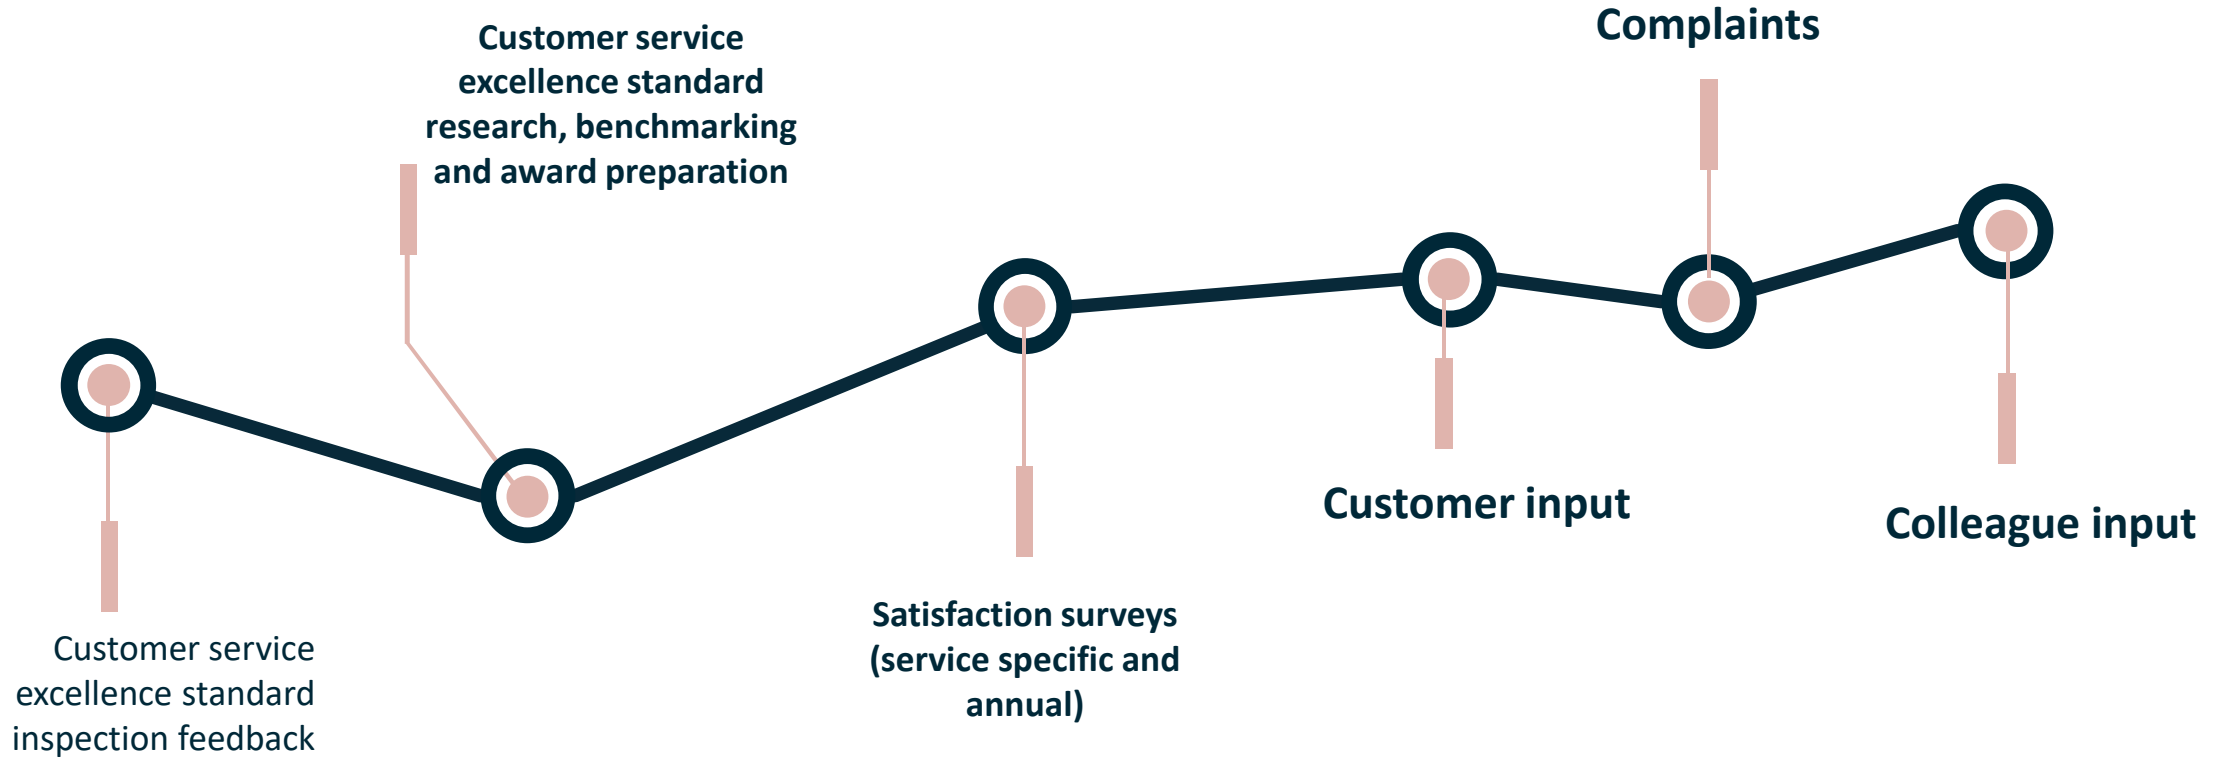 Customer service
excellence standard
inspection feedback
Customer service
excellence standard
research, benchmarking
and award preparation
Satisfaction surveys
(service specific and
annual)
Customer input
Complaints
Colleague input